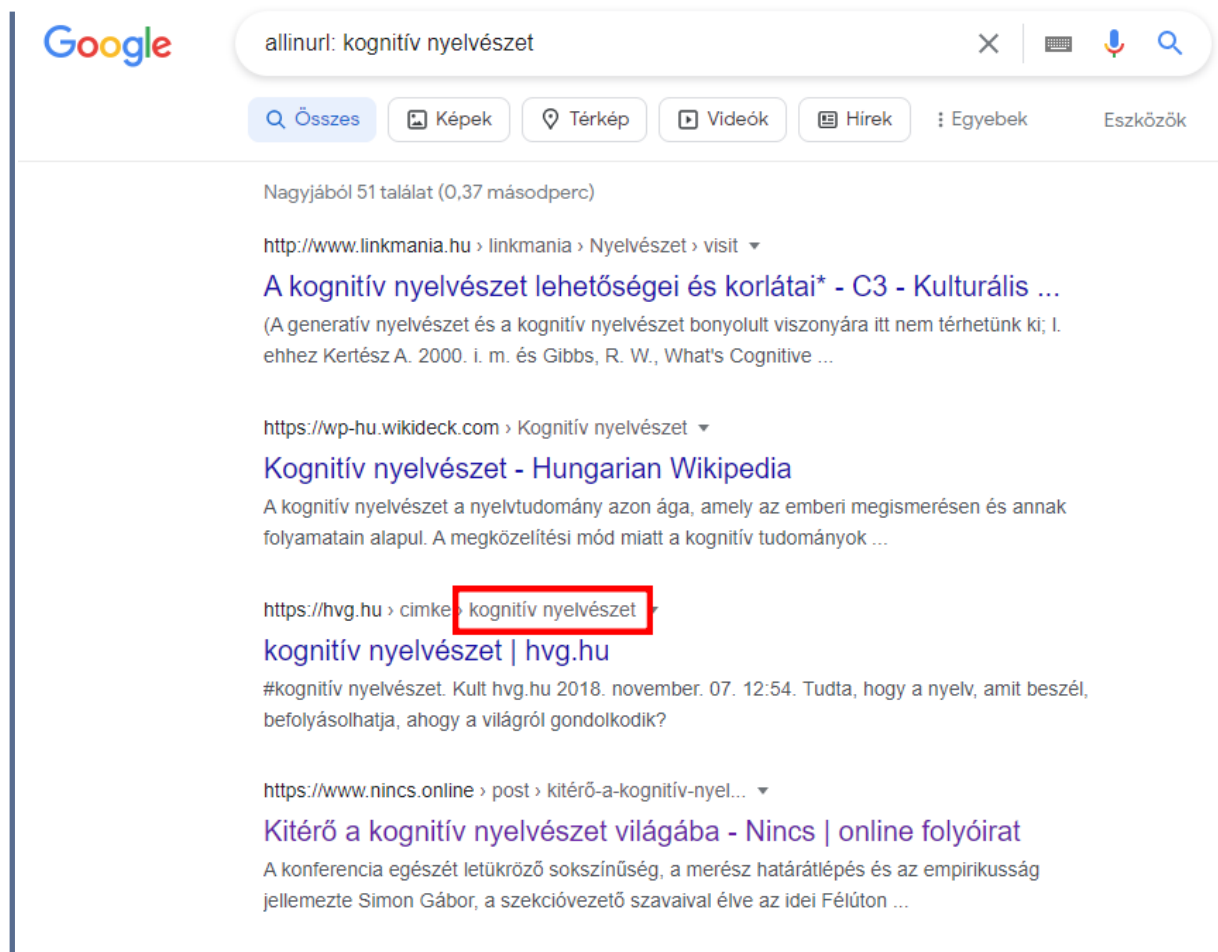 Google
allinurl: kognitív nyelvészet
Összes Képek Térkép Videók Hírek Egyebek Eszközök
Nagyjából 51 találat (0,37 másodperc)
http://www.linkmania.hu › linkmania › Nyelvészet › visit
A kognitív nyelvészet lehetőségei és korlátai* - C3 - Kulturális ...
(A generatív nyelvészet és a kognitív nyelvészet bonyolult viszonyára itt nem térhetünk ki; l.
ehhez Kertész A. 2000. i. m. és Gibbs, R. W., What's Cognitive ...
https://wp-hu.wikideck.com › Kognitív nyelvészet
Kognitív nyelvészet - Hungarian Wikipedia
A kognitív nyelvészet a nyelvtudomány azon ága, amely az emberi megismerésen és annak
folyamatain alapul. A megközelítési mód miatt a kognitív tudományok ...
https://hvg.hu › cimke › kognitív nyelvészet
kognitív nyelvészet | hvg.hu
#kognitív nyelvészet. Kult hvg.hu 2018. november. 07. 12:54. Tudta, hogy a nyelv, amit beszél,
befolyásolhatja, ahogy a világról gondolkodik?
https://www.nincs.online › post › kitérő-a-kognitív-nyel...
Kitérő a kognitív nyelvészet világába - Nincs | online folyóirat
A konferencia egészét letükröző sokszínűség, a merész határátlépés és az empirikusság
jellemezte Simon Gábor, a szekcióvezető szavaival élve az idei Félúton ...